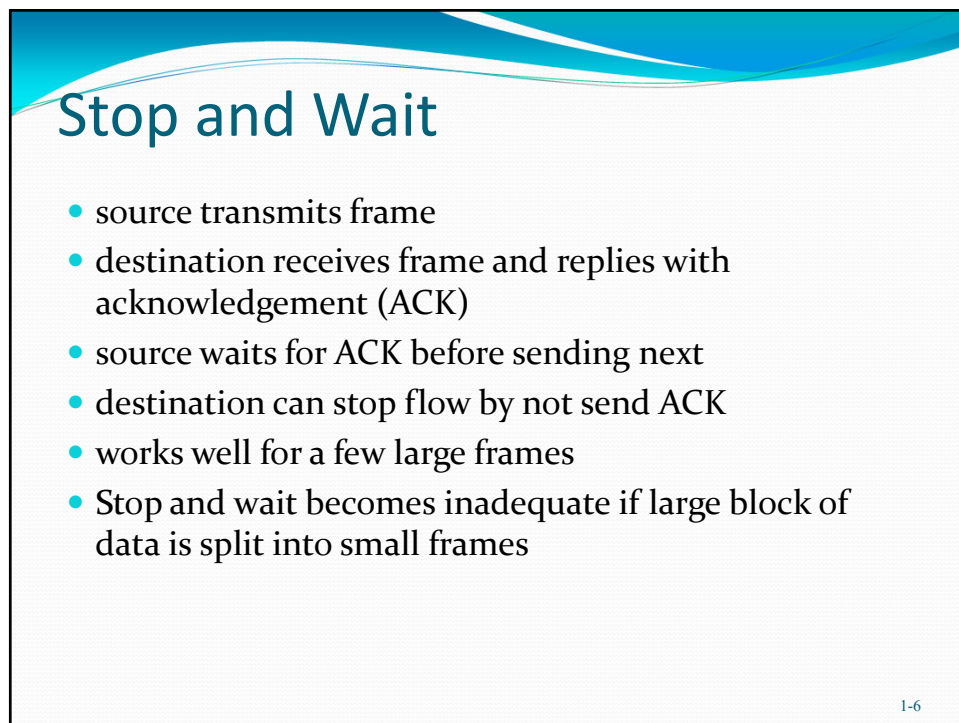 Stop and Wait
source transmits frame
destination receives frame and replies with
acknowledgement (ACK)
source waits for ACK before sending next
destination can stop flow by not send ACK
works well for a few large frames
Stop and wait becomes inadequate if large block of
data is split into small frames
1-6